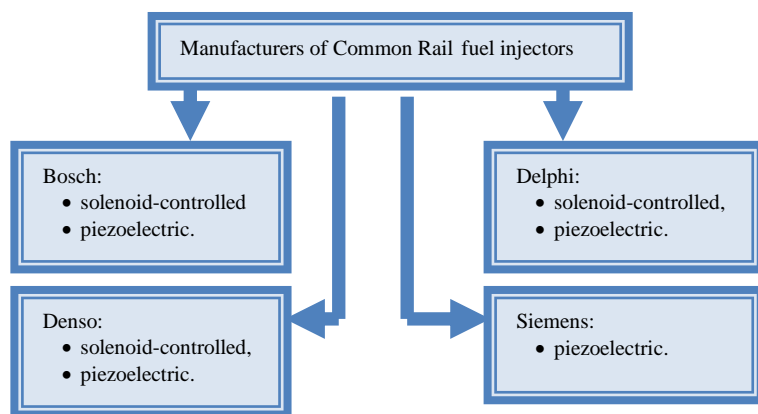 Manufacturers of Common Rail fuel injectors
Bosch:
• solenoid-controlled
• piezoelectric.
Delphi:
• solenoid-controlled,
• piezoelectric.
Denso:
• solenoid-controlled,
• piezoelectric.
Siemens:
• piezoelectric.